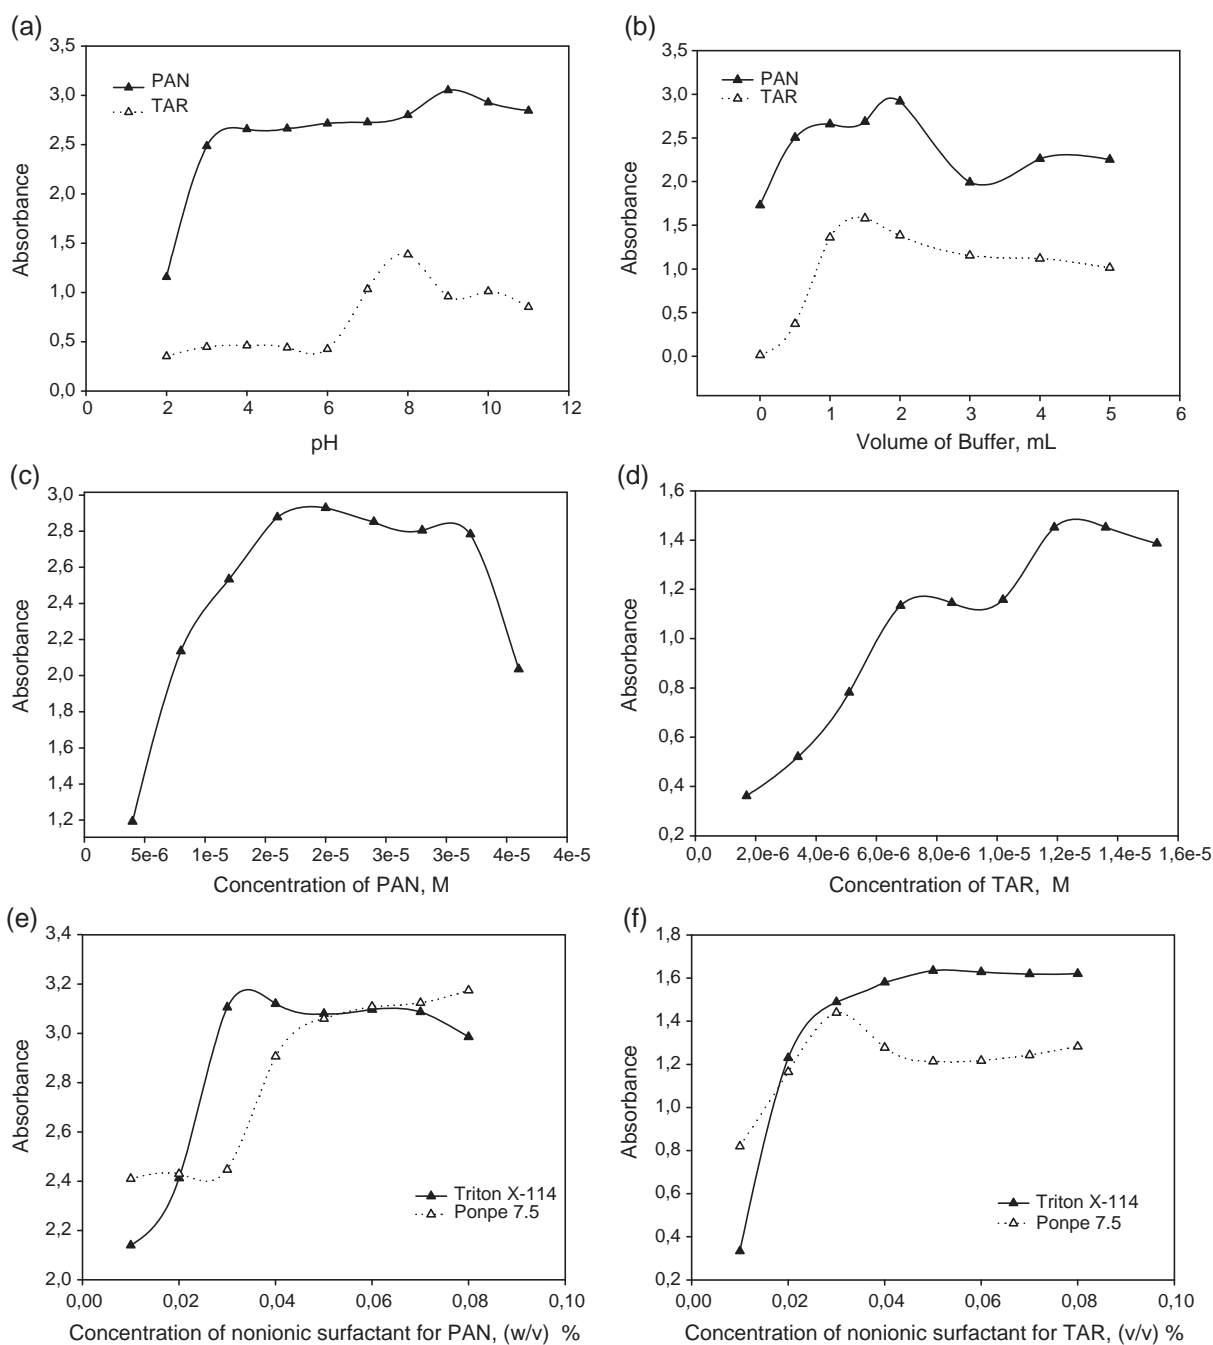 (a)
3,5
3,0
2,5
2,0
1,5
1,0
0,5
0,0
Absorbance
PAN
TAR
0 2 4 6 8 10 12
pH
(b)
3,5
3,0
2,5
2,0
1,5
1,0
0,5
0,0
Absorbance
PAN
TAR
0 1 2 3 4 5 6
Volume of Buffer, mL
(c)
3,0
2,8
2,6
2,4
2,2
2,0
1,8
1,6
1,4
1,2
Absorbance
0 5e-6 1e-5 2e-5 2e-5 3e-5 3e-5 4e-5 4e-5
Concentration of PAN, M
(d)
1,6
1,4
1,2
1,0
0,8
0,6
0,4
0,2
Absorbance
0,0 2,0e-6 4,0e-6 6,0e-6 8,0e-6 1,0e-5 1,2e-5 1,4e-5 1,6e-5
Concentration of TAR, M
(e)
3,4
3,2
3,0
2,8
2,6
2,4
2,2
2,0
Absorbance
Triton X-114
Ponpe 7.5
0,00 0,02 0,04 0,06 0,08 0,10
Concentration of nonionic surfactant for PAN, (w/v) %
(f)
1,8
1,6
1,4
1,2
1,0
0,8
0,6
0,4
0,2
Absorbance
Triton X-114
Ponpe 7.5
0,00 0,02 0,04 0,06 0,08 0,10
Concentration of nonionic surfactant for TAR, (v/v) %